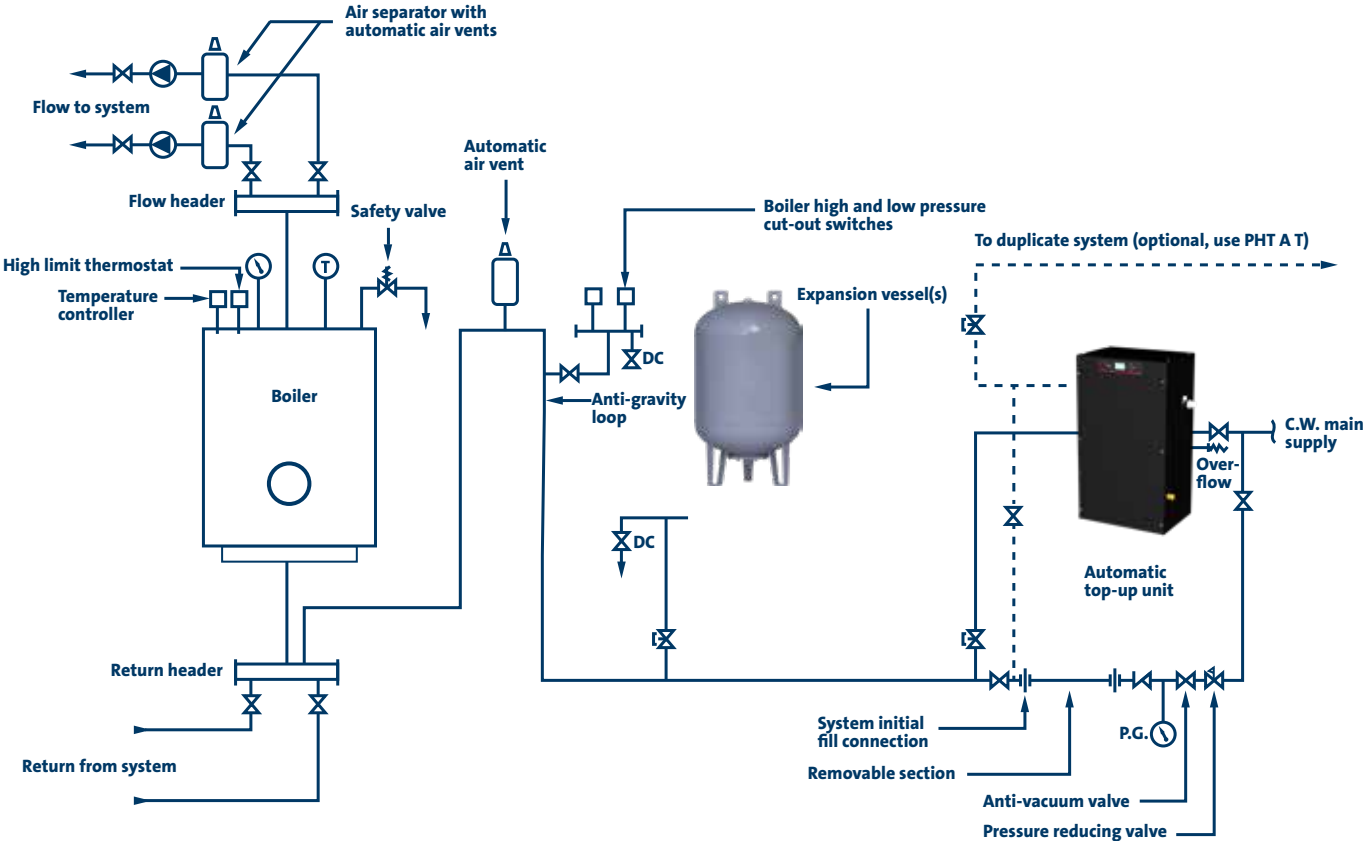 Air separator with
automatic air vents
Flow to system
Automatic
air vent
Flow header
Safety valve
Boiler high and low pressure
cut-out switches
To duplicate system (optional, use PHT A T)
High limit thermostat
T
Temperature
controller
Expansion vessel(s)
DC
Boiler
Anti-gravity
loop
C.W. main
supply
Over-
flow
DC
Automatic
top-up unit
Return header
System initial
fill connection
P.G.
Return from system
Removable section
Anti-vacuum valve
Pressure reducing valve